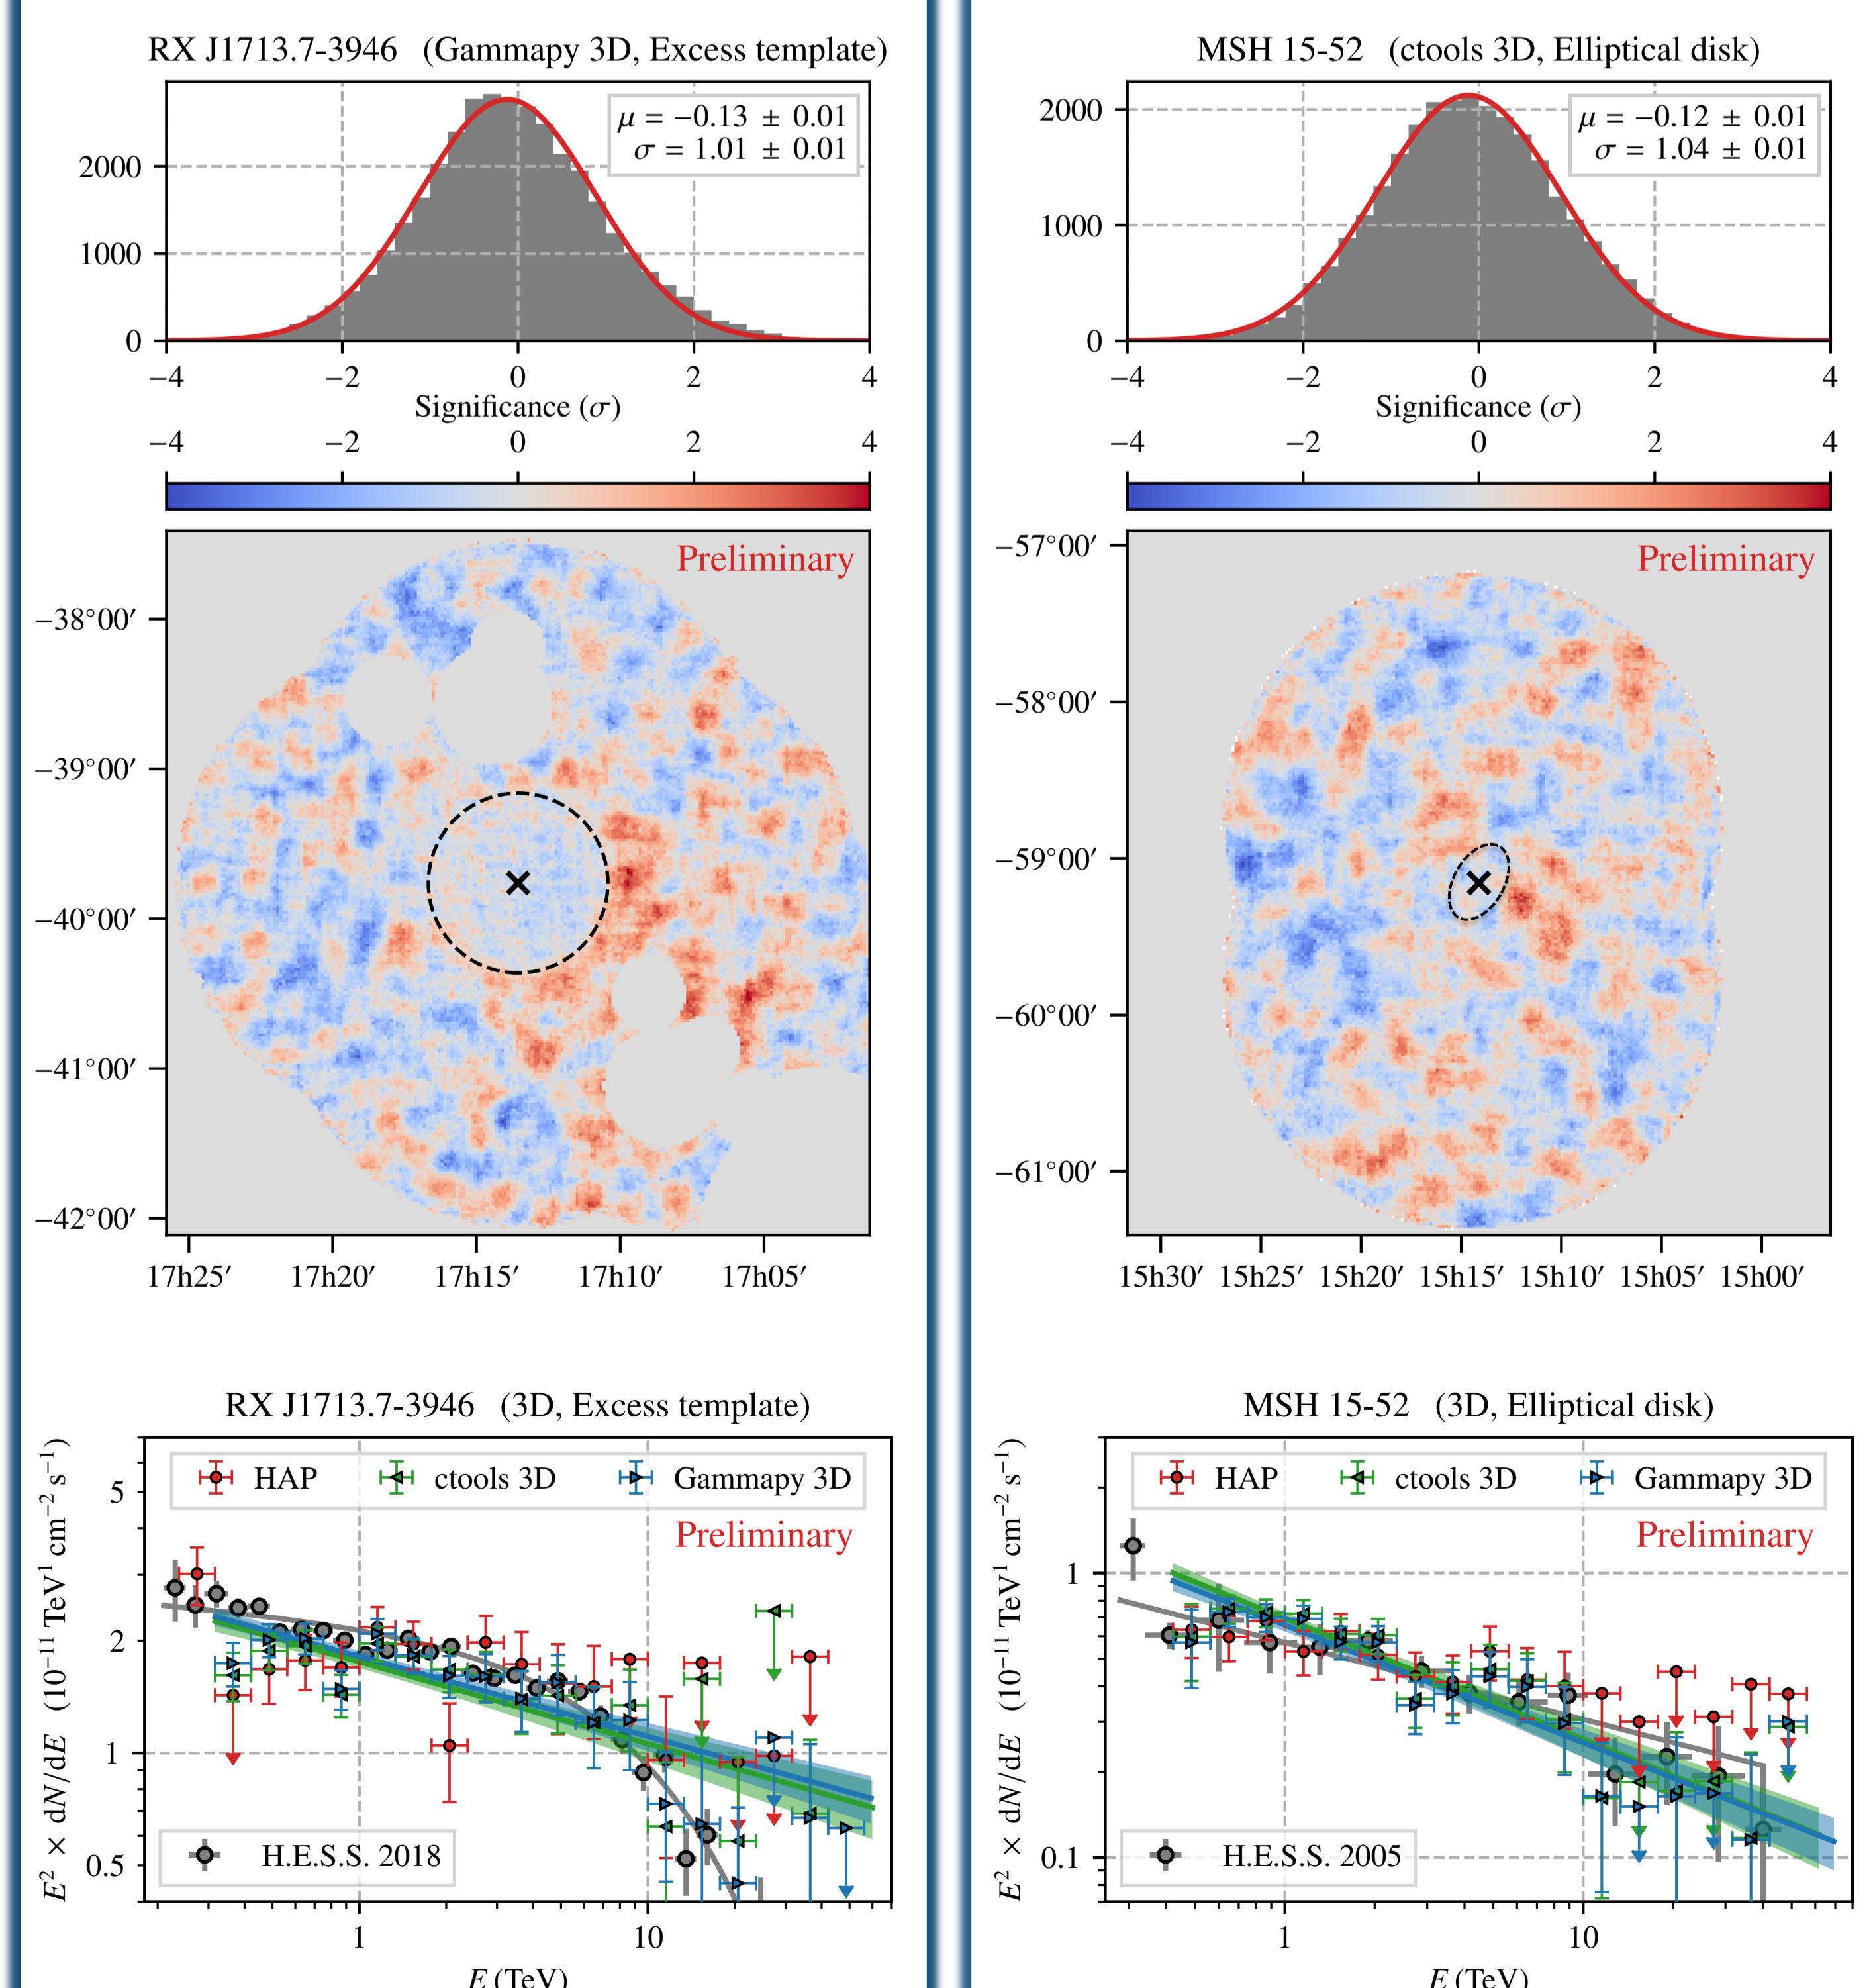 RX J1713.7-3946 (Gammapy 3D, Excess template)
μ = −0.13 ± 0.01
σ = 1.01 ± 0.01
2000
1000
0
−4 −2 0 2 4
Significance (σ)
−4 −2 0 2 4
Preliminary
−38°00′
−39°00′
−40°00′
−41°00′
−42°00′
17h25′ 17h20′ 17h15′ 17h10′ 17h05′
RX J1713.7-3946 (3D, Excess template)
HAP ctools 3D Gammapy 3D
Preliminary
5
2
1
0.5
E² × dN/dE (10⁻¹¹ TeV¹ cm⁻² s⁻¹)
H.E.S.S. 2018
1 10
E (TeV)
MSH 15-52 (ctools 3D, Elliptical disk)
μ = −0.12 ± 0.01
σ = 1.04 ± 0.01
2000
1000
0
−4 −2 0 2 4
Significance (σ)
−4 −2 0 2 4
Preliminary
−57°00′
−58°00′
−59°00′
−60°00′
−61°00′
15h30′ 15h25′ 15h20′ 15h15′ 15h10′ 15h05′ 15h00′
MSH 15-52 (3D, Elliptical disk)
HAP ctools 3D Gammapy 3D
Preliminary
1
0.1
E² × dN/dE (10⁻¹¹ TeV¹ cm⁻² s⁻¹)
H.E.S.S. 2005
1 10
E (TeV)